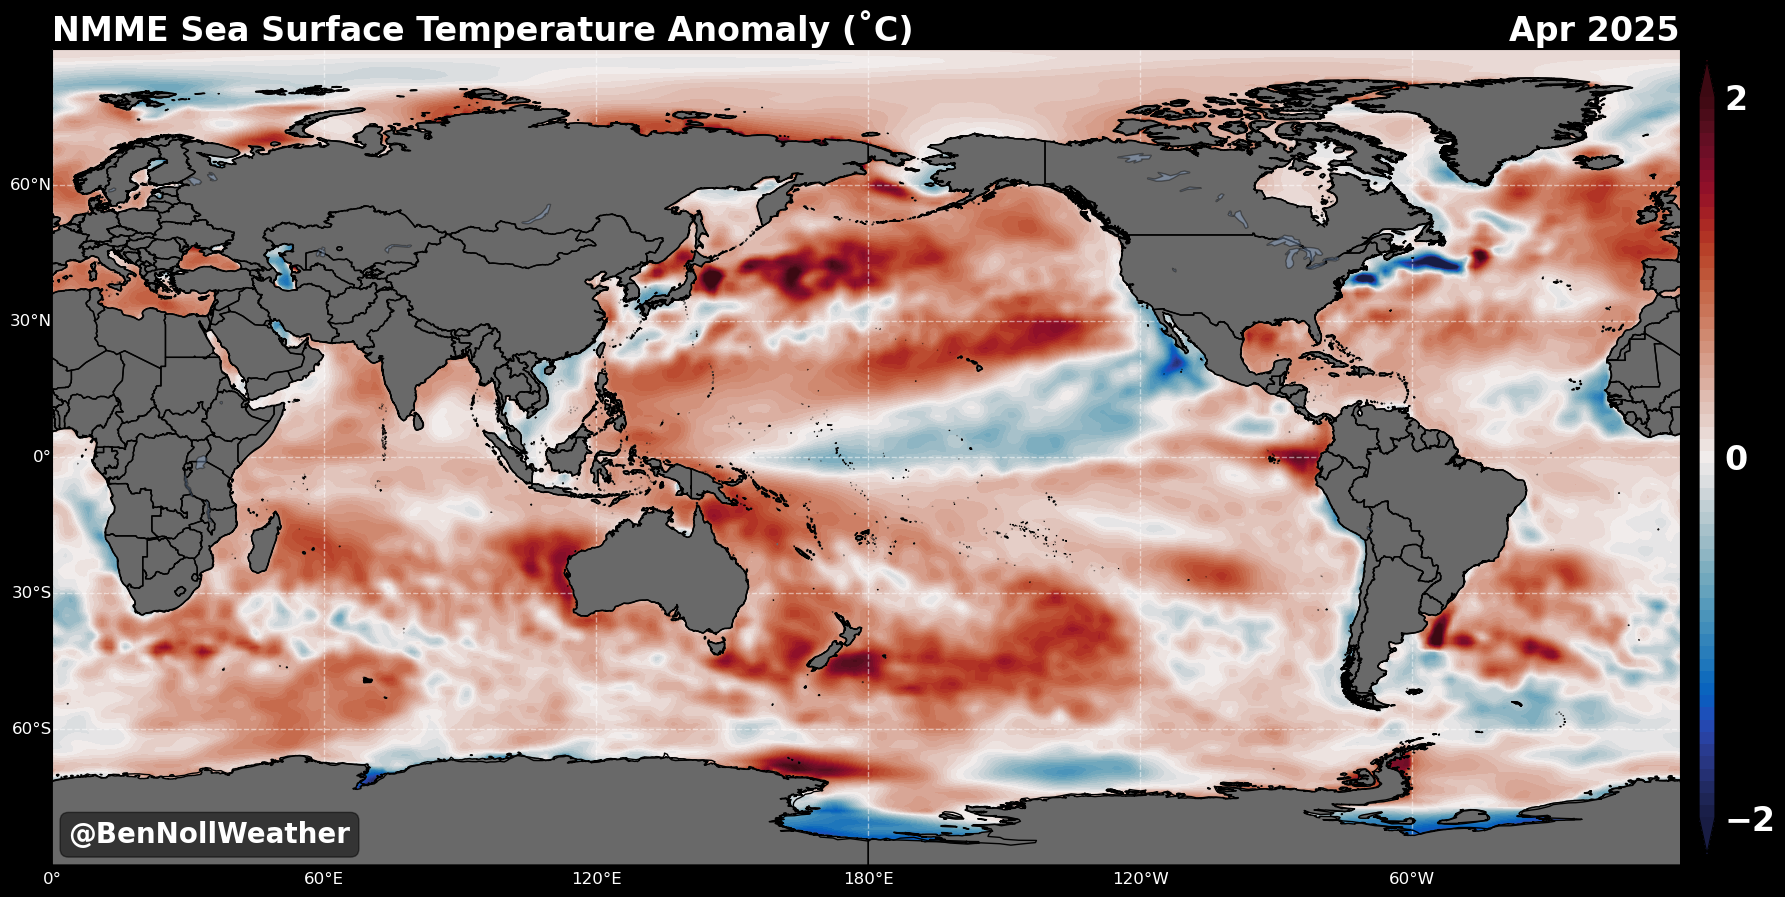 NMME Sea Surface Temperature Anomaly (˚C)
Apr 2025
2
60°N
30°N
0°
0
30°S
60°S
−2
@BenNollWeather
0°
60°E
120°E
180°E
120°W
60°W